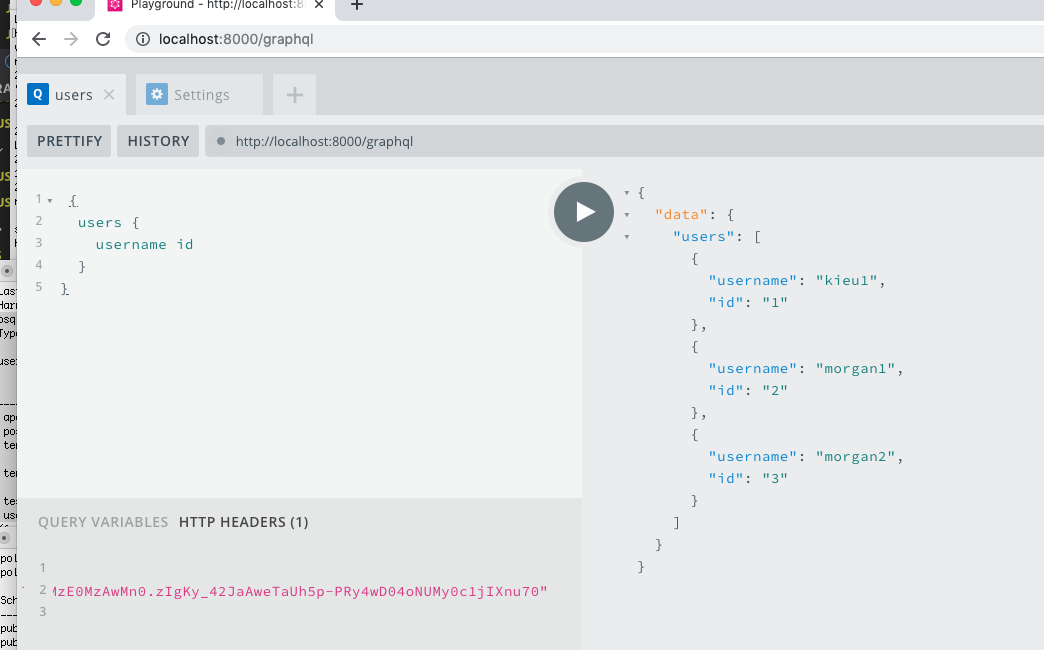 Playground - http://localhost:8
localhost:8000/graphql
Q users
Settings
PRETTIFY HISTORY http://localhost:8000/graphql
1 {
2 users {
3 username id
4 }
5 }
{
"data": {
"users": [
{
"username": "kieu1",
"id": "1"
},
{
"username": "morgan1",
"id": "2"
},
{
"username": "morgan2",
"id": "3"
}
]
}
}
QUERY VARIABLES HTTP HEADERS (1)
1
2 MzE0MzAwMn0.zIgKy_42JaAweTaUh5p-PRy4wD04oNUMy0c1jIXnu70"
3